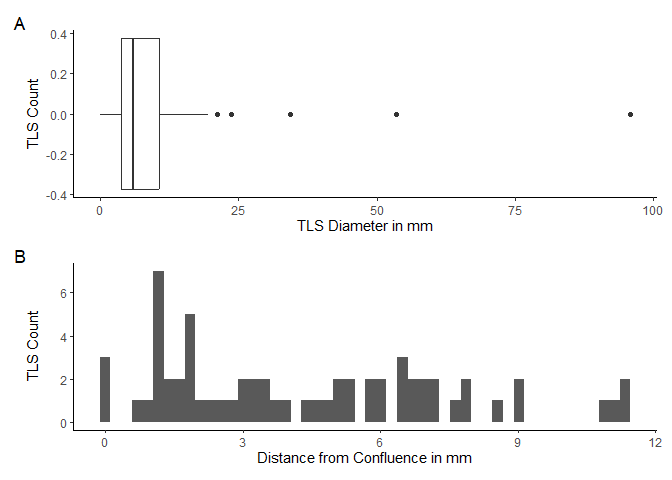 A
TLS Count
0.4
0.2
0.0
-0.2
-0.4
0 25 50 75 100
TLS Diameter in mm
B
TLS Count
6
4
2
0
0 3 6 9 12
Distance from Confluence in mm